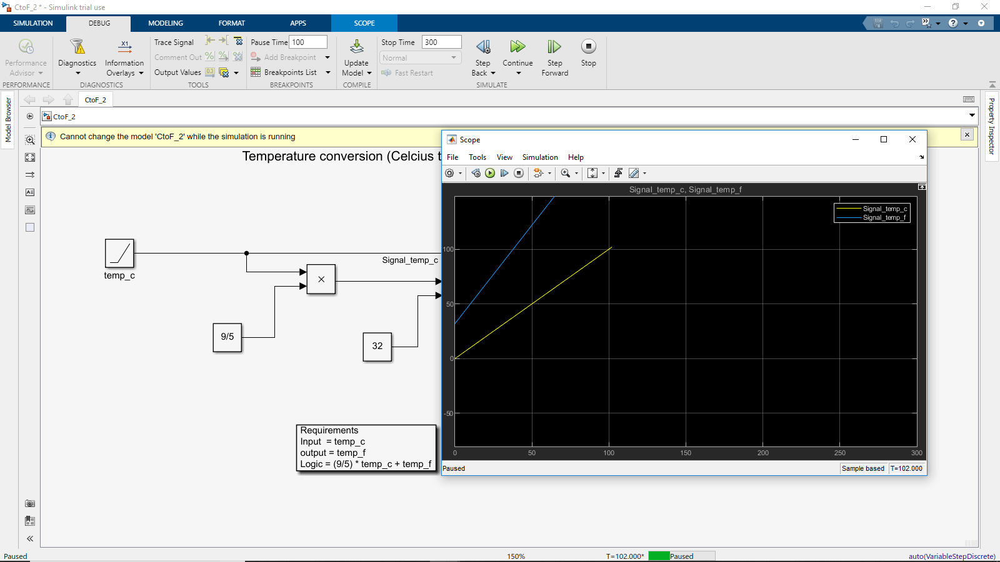 CtoF_2 * - Simulink trial use
SIMULATION DEBUG MODELING FORMAT APPS SCOPE
Performance Advisor
PERFORMANCE
Diagnostics
Information Overlays
DIAGNOSTICS
Trace Signal
Comment Out
Output Values
TOOLS
Pause Time 100
Add Breakpoint
Breakpoints List
BREAKPOINTS
Update Model
COMPILE
Stop Time 300
Normal
Fast Restart
Step Back
Continue
Step Forward
Stop
SIMULATE
Model Browser
CtoF_2
CtoF_2
Property Inspector
Cannot change the model 'CtoF_2' while the simulation is running
Temperature conversion (Celcius t
temp_c
Signal_temp_c
×
9/5
32
Requirements
Input = temp_c
output = temp_f
Logic = (9/5) * temp_c + temp_f
Scope
File Tools View Simulation Help
Signal_temp_c, Signal_temp_f
Signal_temp_c
Signal_temp_f
100
50
0
-50
0 50 100 150 200 250 300
Paused Sample based T=102.000
Paused 150% T=102.000* Paused auto(VariableStepDiscrete)